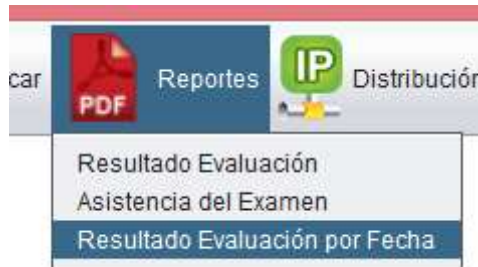 car Reportes IP Distribución
PDF
Resultado Evaluación
Asistencia del Examen
Resultado Evaluación por Fecha